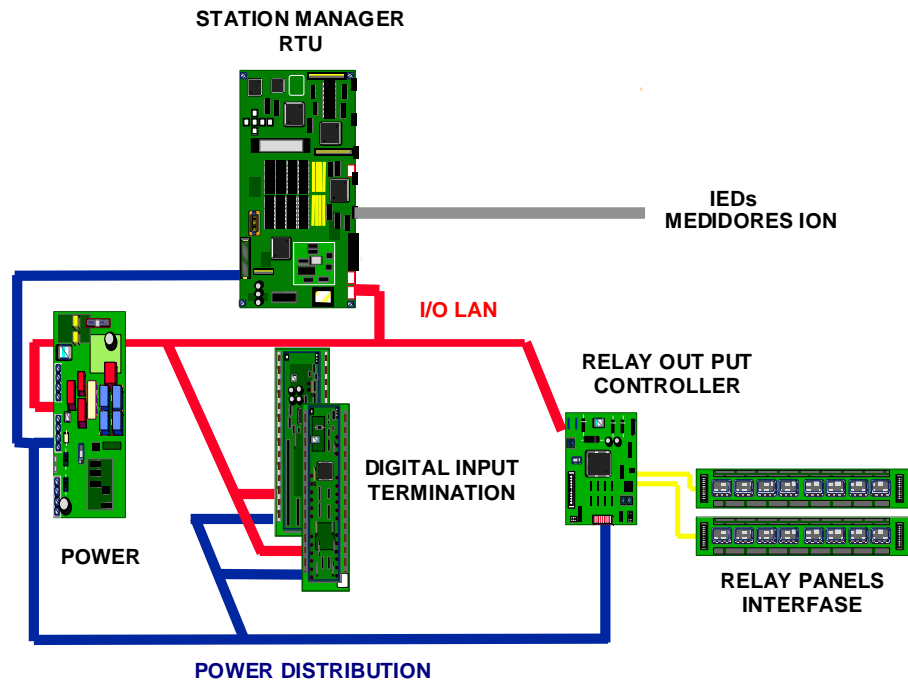 STATION MANAGER
RTU
IEDs
MEDIDORES ION
I/O LAN
RELAY OUT PUT
CONTROLLER
DIGITAL INPUT
TERMINATION
POWER
RELAY PANELS
INTERFASE
POWER DISTRIBUTION